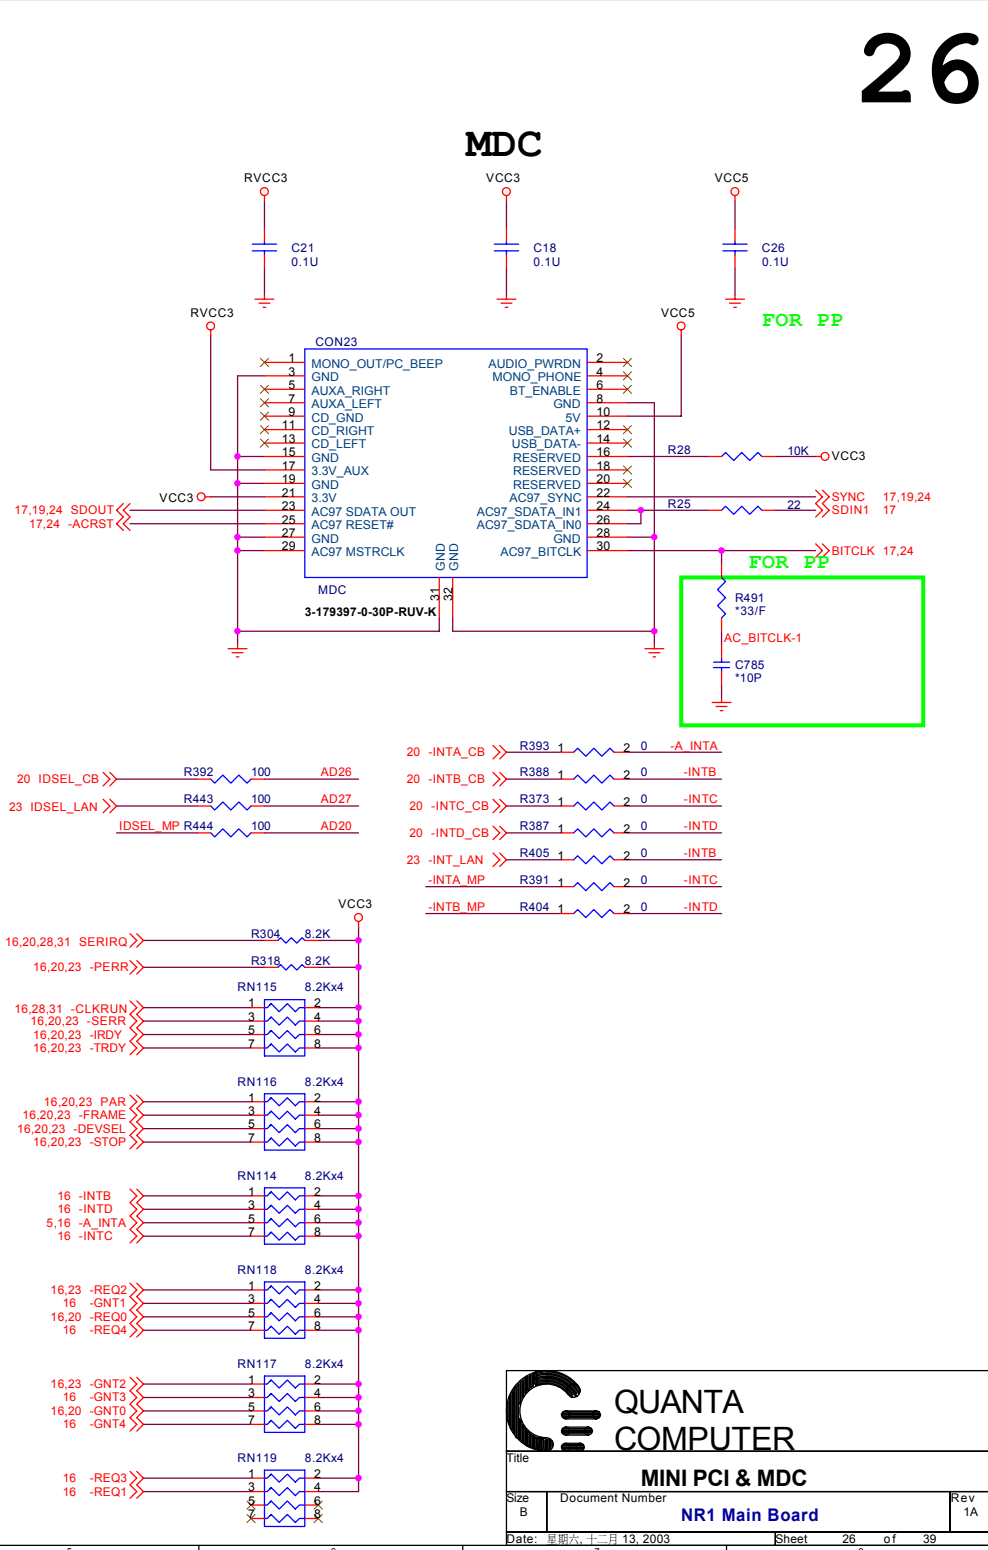 26
MDC
RVCC3 VCC3 VCC5
C21 C18 C26
0.1U 0.1U 0.1U
RVCC3 VCC5 FOR PP
CON23
1 MONO_OUT/PC_BEEP AUDIO_PWRDN 2
3 GND MONO_PHONE 4
5 AUXA_RIGHT BT_ENABLE 6
7 AUXA_LEFT GND 8
9 CD_GND 5V 10
11 CD_RIGHT USB_DATA+ 12
13 CD_LEFT USB_DATA- 14
15 GND RESERVED 16 R28 10K VCC3
17 3.3V_AUX RESERVED 18
19 GND RESERVED 20
VCC3 21 3.3V AC97_SYNC 22 SYNC 17,19,24
17,19,24 SDOUT 23 AC97 SDATA OUT AC97_SDATA_IN1 24 R25 22 SDIN1 17
17,24 -ACRST 25 AC97 RESET# AC97_SDATA_IN0 26
27 GND GND 28
29 AC97 MSTRCLK AC97_BITCLK 30 BITCLK 17,24
GND GND
FOR PP
MDC 31 32
3-179397-0-30P-RUV-K
R491
*33/F
AC_BITCLK-1
C785
*10P
20 -INTA_CB R393 1 2 0 -A_INTA
20 IDSEL_CB R392 100 AD26 20 -INTB_CB R388 1 2 0 -INTB
23 IDSEL_LAN R443 100 AD27 20 -INTC_CB R373 1 2 0 -INTC
IDSEL_MP R444 100 AD20 20 -INTD_CB R387 1 2 0 -INTD
23 -INT_LAN R405 1 2 0 -INTB
-INTA_MP R391 1 2 0 -INTC
-INTB_MP R404 1 2 0 -INTD
VCC3
16,20,28,31 SERIRQ R304 8.2K
16,20,23 -PERR R318 8.2K
RN115 8.2Kx4
16,28,31 -CLKRUN 1 2
16,20,23 -SERR 3 4
16,20,23 -IRDY 5 6
16,20,23 -TRDY 7 8
RN116 8.2Kx4
16,20,23 PAR 1 2
16,20,23 -FRAME 3 4
16,20,23 -DEVSEL 5 6
16,20,23 -STOP 7 8
RN114 8.2Kx4
16 -INTB 1 2
16 -INTD 3 4
5,16 -A_INTA 5 6
16 -INTC 7 8
RN118 8.2Kx4
16,23 -REQ2 1 2
16 -GNT1 3 4
16,20 -REQ0 5 6
16 -REQ4 7 8
RN117 8.2Kx4
16,23 -GNT2 1 2
16 -GNT3 3 4
16,20 -GNT0 5 6
16 -GNT4 7 8
RN119 8.2Kx4
16 -REQ3 1 2
16 -REQ1 3 4
5 6
7 8
QUANTA
COMPUTER
Title
MINI PCI & MDC
Size Document Number Rev
B NR1 Main Board 1A
Date: 星期六, 十二月 13, 2003 Sheet 26 of 39